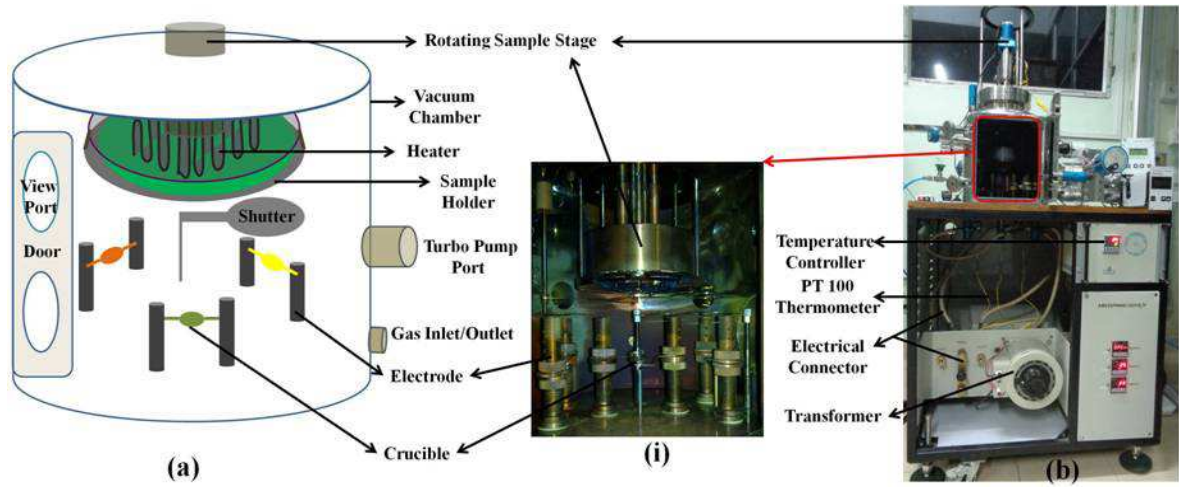 Rotating Sample Stage
Vacuum
Chamber
Heater
Sample
Holder
View
Port
Shutter
Door
Turbo Pump
Port
Gas Inlet/Outlet
Electrode
Crucible
Temperature
Controller
PT 100
Thermometer
Electrical
Connector
Transformer
(a)
(i)
(b)